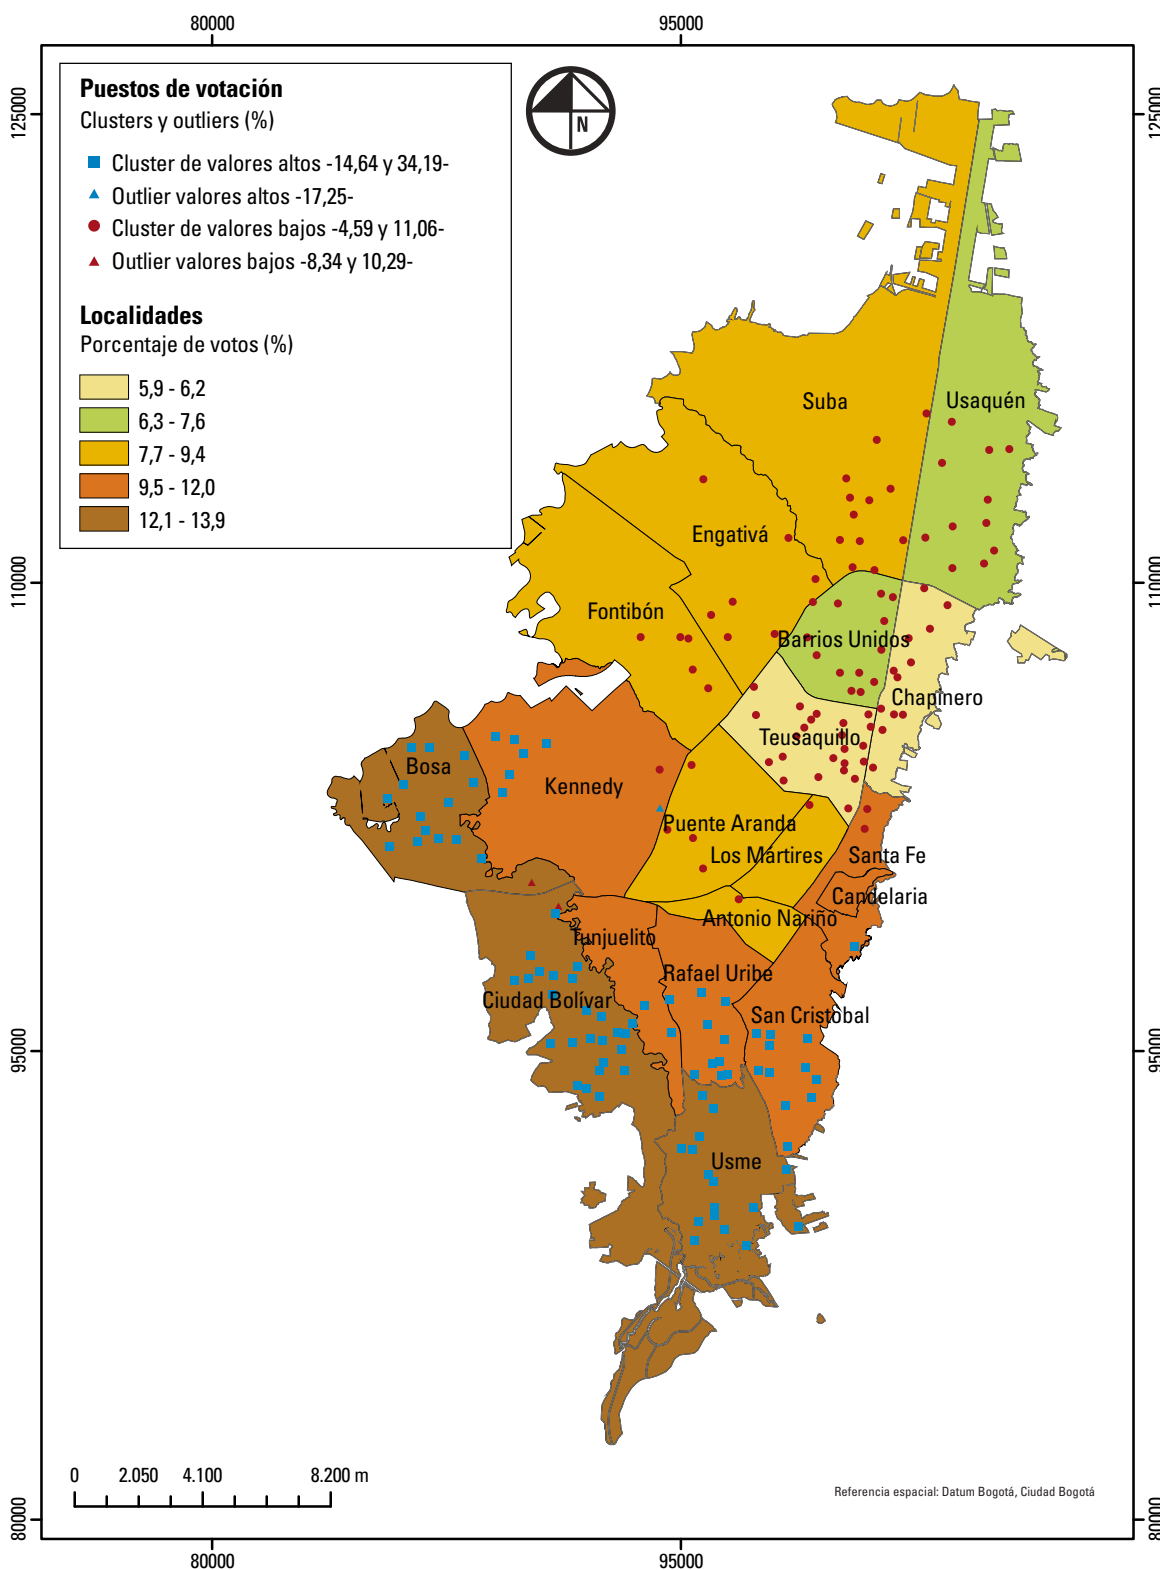 80000
95000
125000
125000
Puestos de votación
Clusters y outliers (%)
Cluster de valores altos -14,64 y 34,19-
Outlier valores altos -17,25-
Cluster de valores bajos -4,59 y 11,06-
Outlier valores bajos -8,34 y 10,29-
Localidades
Porcentaje de votos (%)
5,9 - 6,2
6,3 - 7,6
7,7 - 9,4
9,5 - 12,0
12,1 - 13,9
N
Suba
Usaquén
Engativá
110000
110000
Fontibón
Barrios Unidos
Chapinero
Teusaquillo
Bosa
Kennedy
Puente Aranda
Los Mártires
Santa Fe
Candelaria
Antonio Nariño
Tunjuelito
Rafael Uribe
Ciudad Bolívar
San Cristóbal
95000
95000
Usme
0 2.050 4.100 8.200 m
Referencia espacial: Datum Bogotá, Ciudad Bogotá
80000
80000
80000
95000